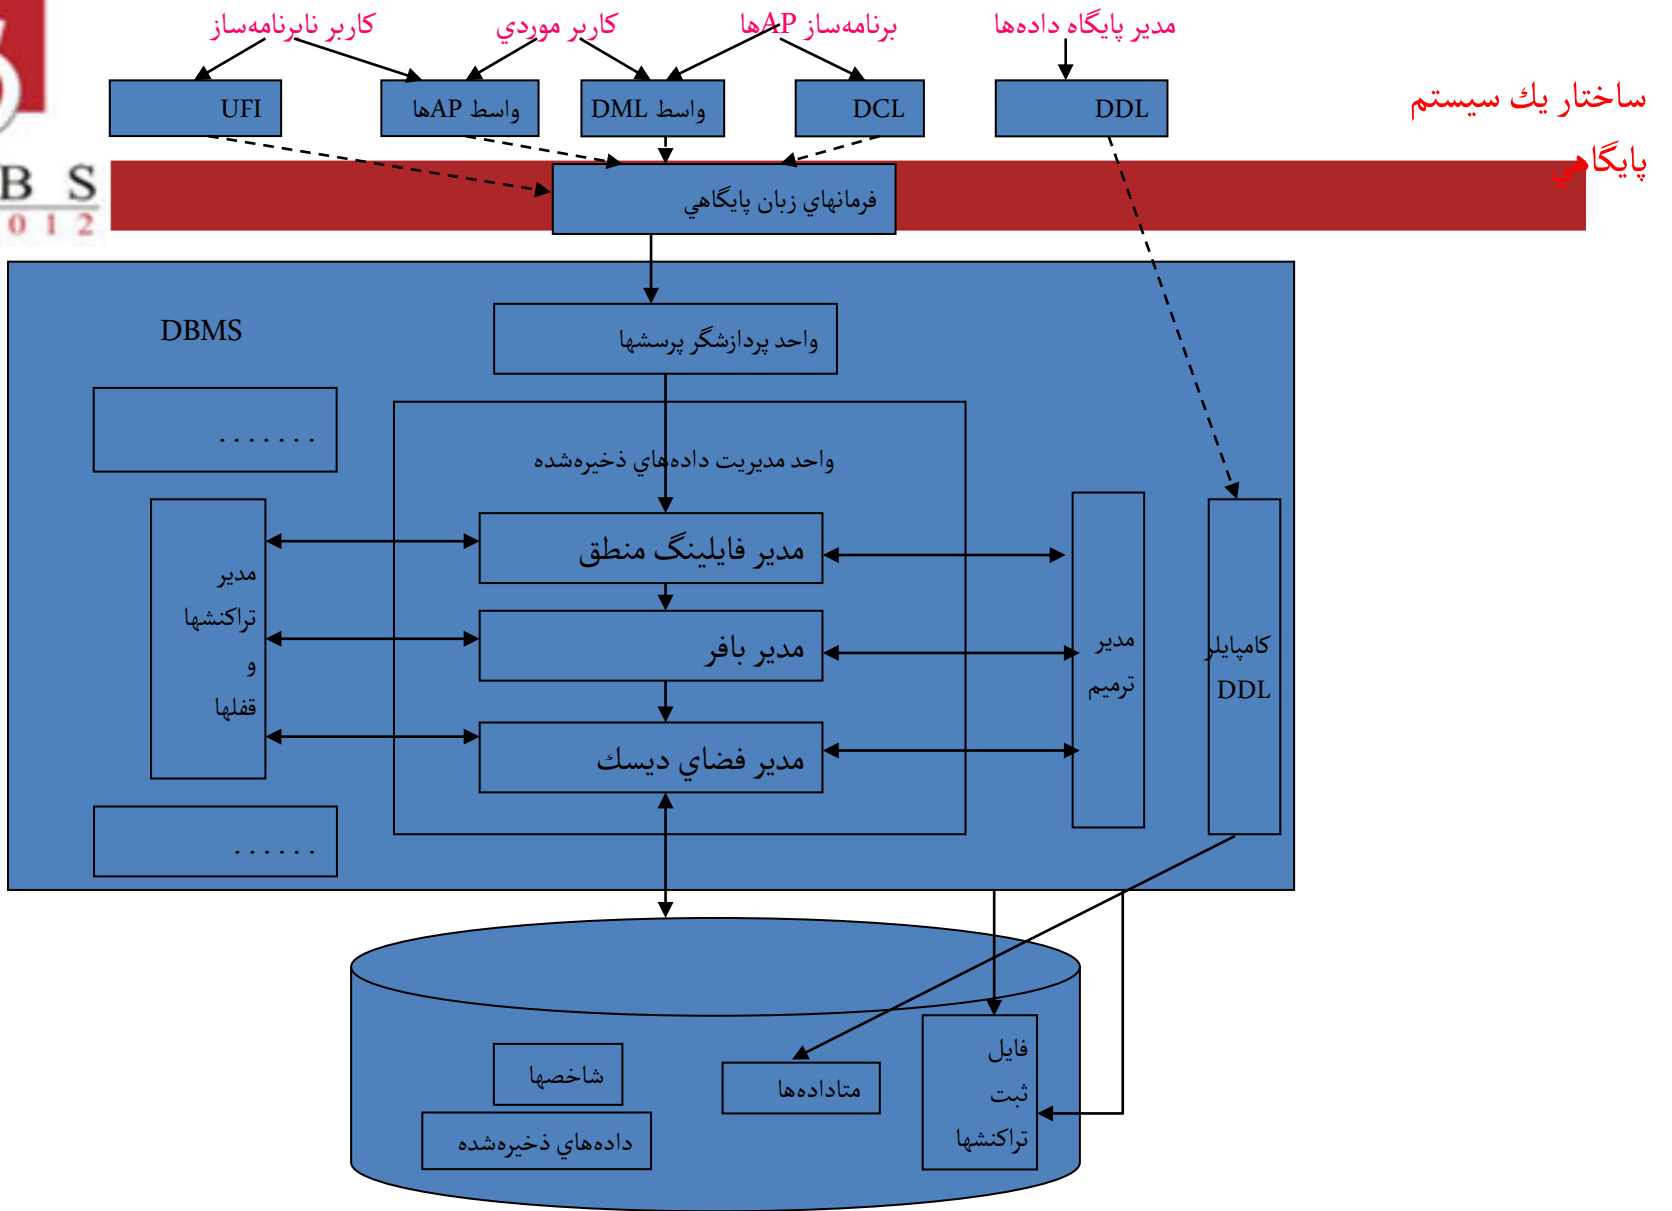 مدير پايگاه داده‌ها
برنامه‌ساز APها
كاربر موردي
كاربر نابرنامه‌ساز
ساختار يك سيستم
پايگاهي
DDL
DCL
واسط DML
واسط APها
UFI
B S
0 1 2
فرمانهاي زبان پايگاهي
DBMS
واحد پردازشگر پرسشها
.......
واحد مديريت داده‌هاي ذخيره‌شده
مدير فايلينگ منطق
مدير بافر
مدير فضاي ديسك
مدير
تراكنشها
و
قفلها
مدير
ترميم
كامپايلر
DDL
......
فايل
ثبت
تراكنشها
متاداده‌ها
شاخصها
داده‌هاي ذخيره‌شده